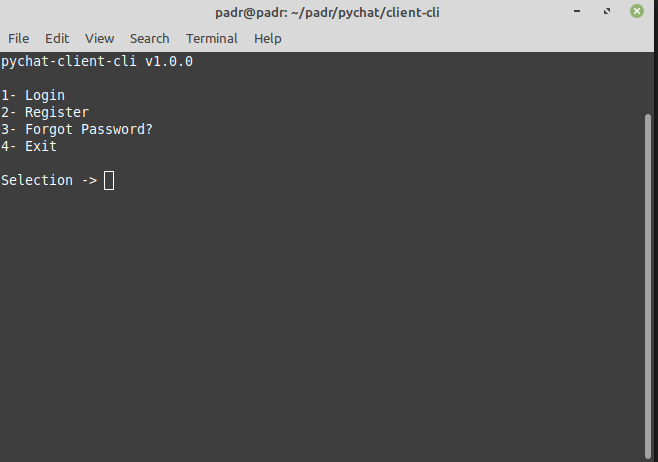 padr@padr: ~/padr/pychat/client-cli
File Edit View Search Terminal Help
pychat-client-cli v1.0.0
1- Login
2- Register
3- Forgot Password?
4- Exit
Selection ->